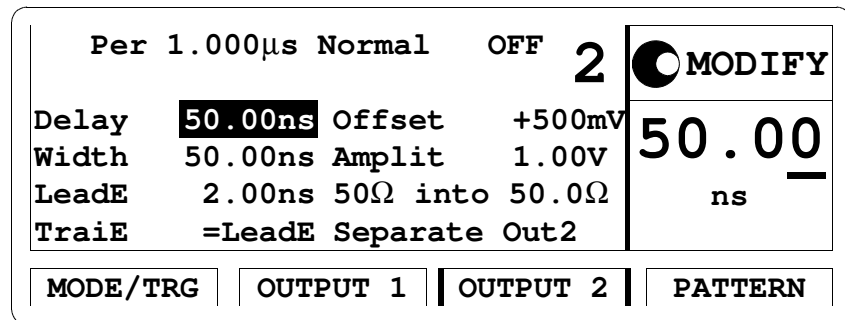 Per 1.000μs Normal OFF 2 MODIFY
Delay 50.00ns Offset +500mV
Width 50.00ns Amplit 1.00V
LeadE 2.00ns 50Ω into 50.0Ω
TraiE =LeadE Separate Out2
50.00
ns
MODE/TRG OUTPUT 1 OUTPUT 2 PATTERN